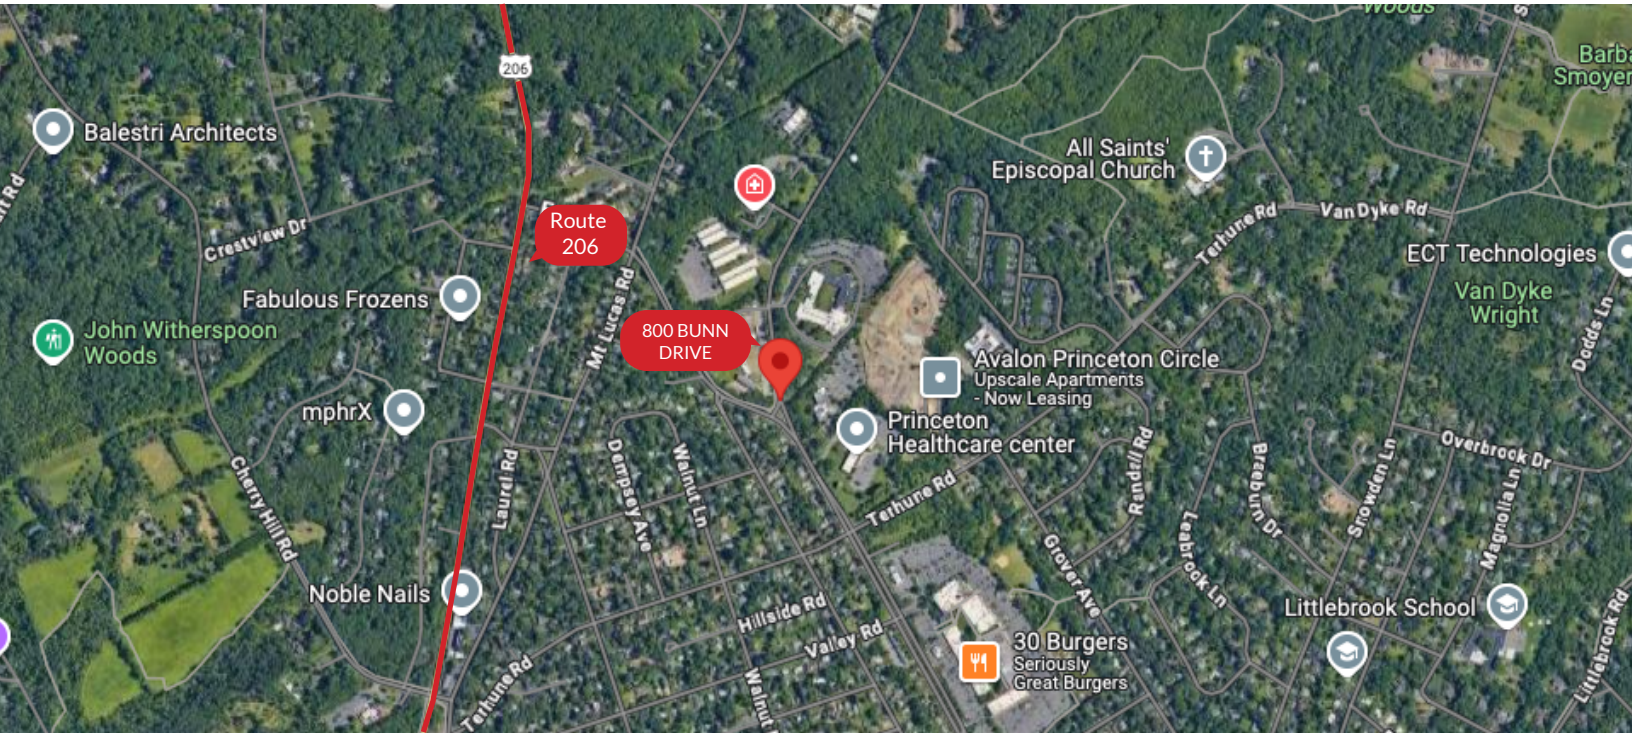 Woods
206
Barba
Smoyer
Balestri Architects
All Saints'
Episcopal Church
Route
206
Crestview Dr
Terhune Rd
Van Dyke Rd
ECT Technologies
Fabulous Frozens
Mt Lucas Rd
Van Dyke
Wright
John Witherspoon
Woods
800 BUNN
DRIVE
Dodds Ln
Avalon Princeton Circle
Upscale Apartments
- Now Leasing
mphrX
Princeton
Healthcare center
Cherry Hill Rd
Laurel Rd
Dempsey Ave
Walnut Ln
Terhune Rd
Randall Rd
Braeburn Dr
Snowden Ln
Overbrook Dr
Magnolia Ln
Grover Ave
Leabrook Ln
Noble Nails
Hillside Rd
Valley Rd
Littlebrook School
Littlebrook Rd
30 Burgers
Seriously
Great Burgers
Terhune Rd
Walnut